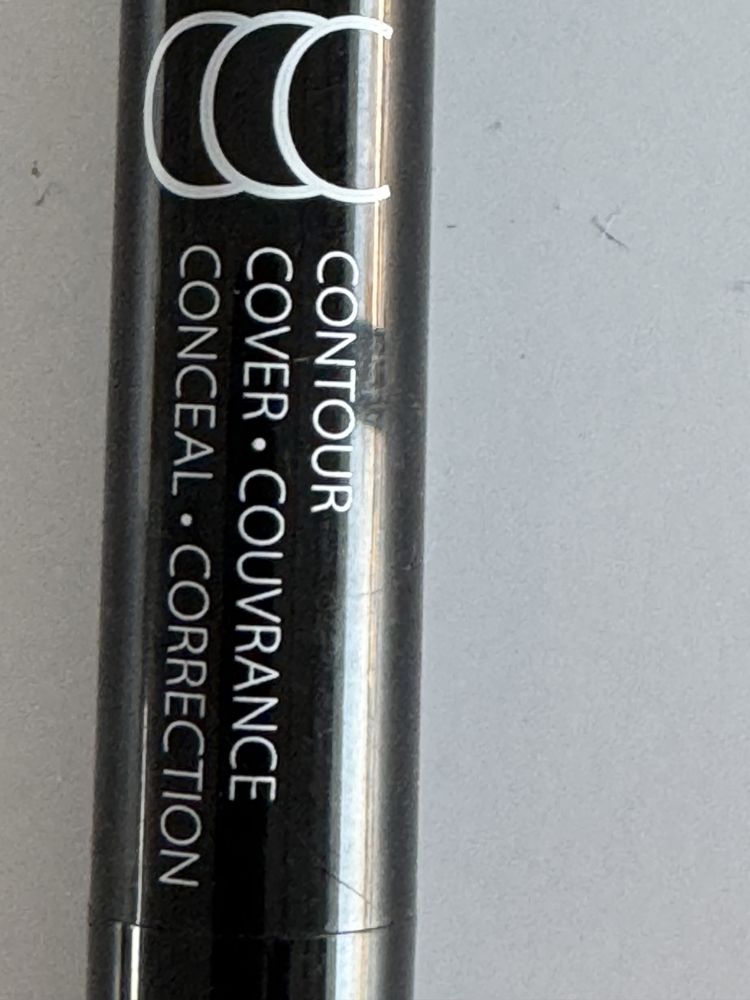 CCC
CONTOUR
COVER • COUVRANCE
CONCEAL • CORRECTION